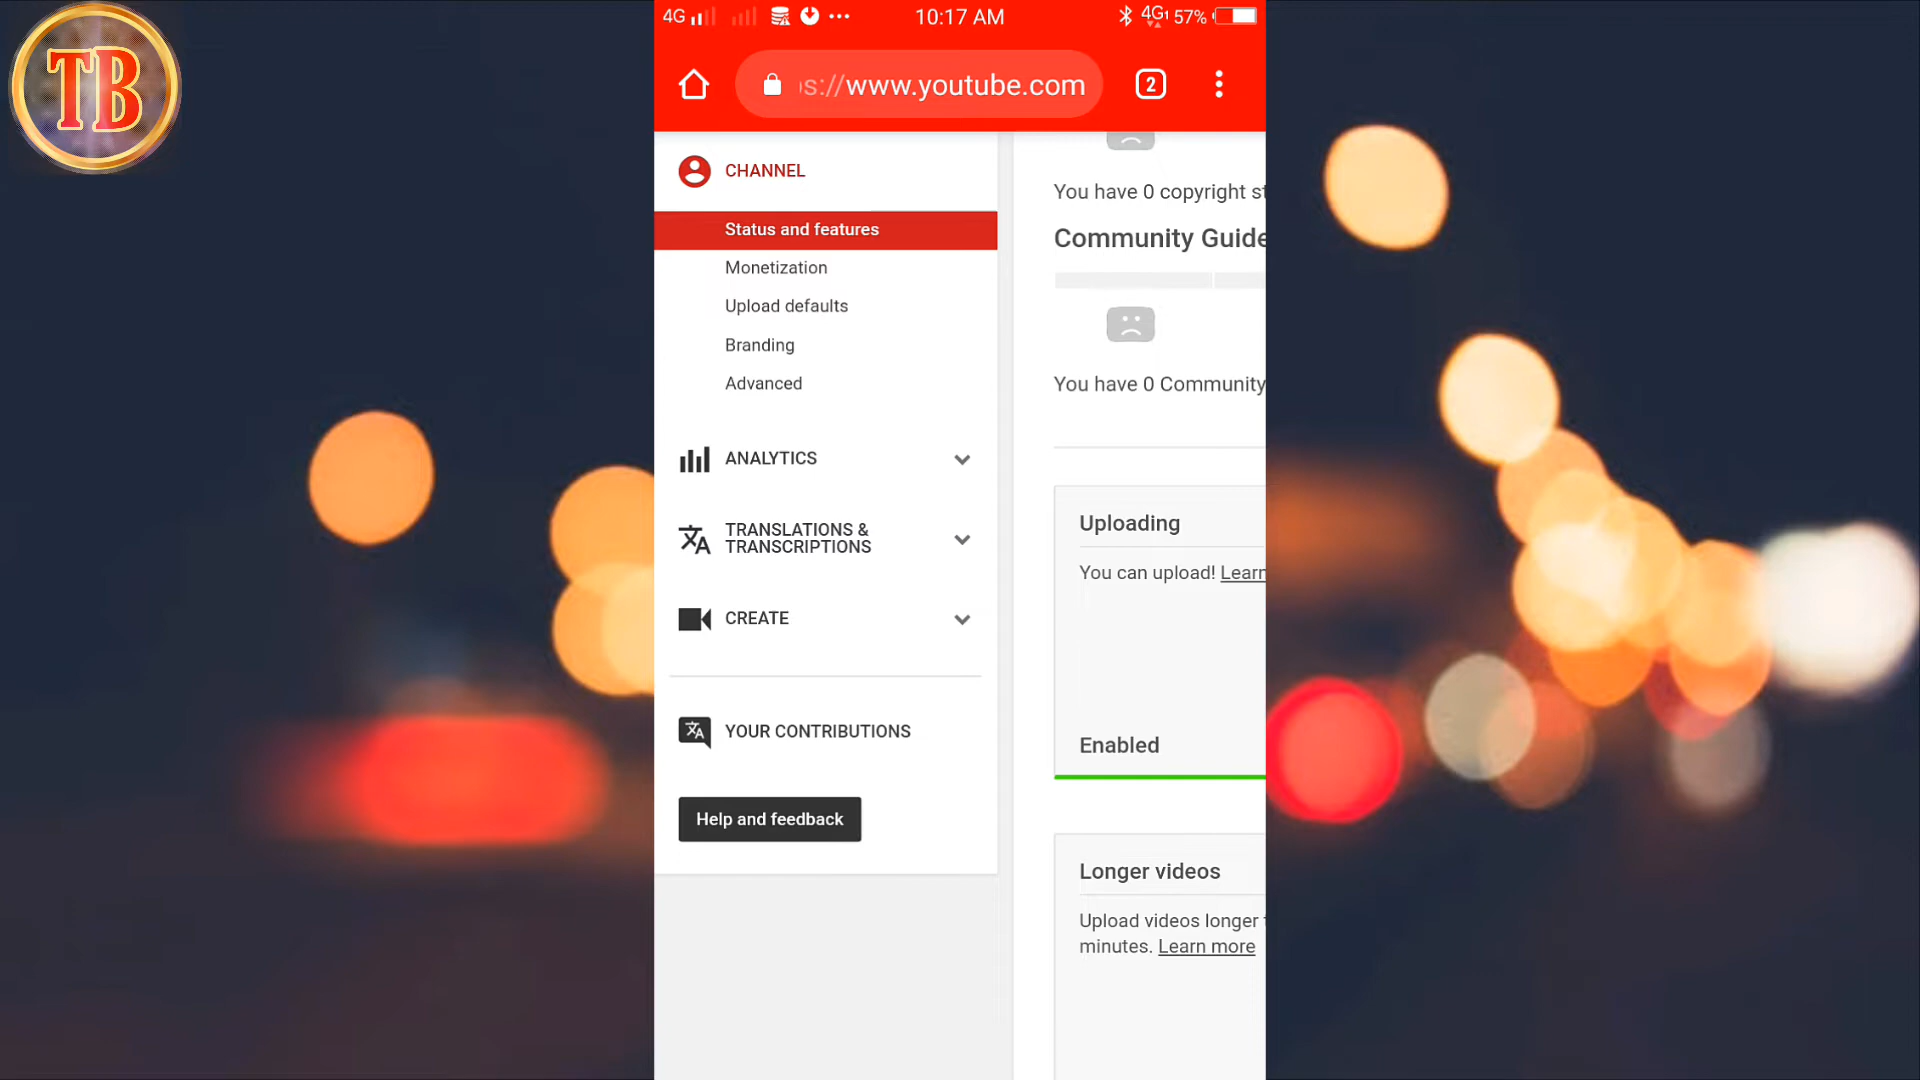 TB
4G
10:17 AM
4G 57%
s://www.youtube.com
2
CHANNEL
Status and features
Monetization
Upload defaults
Branding
Advanced
ANALYTICS
TRANSLATIONS &
TRANSCRIPTIONS
CREATE
YOUR CONTRIBUTIONS
Help and feedback
You have 0 copyright st
Community Guide
You have 0 Community
Uploading
You can upload! Learn
Enabled
Longer videos
Upload videos longer
minutes. Learn more